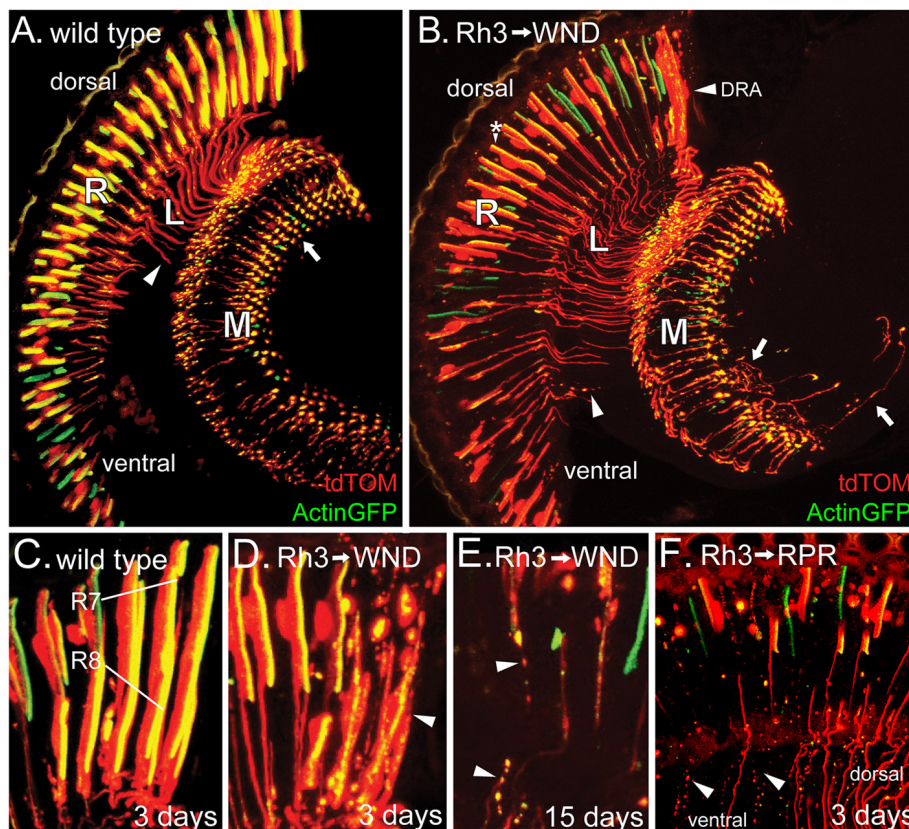 A. wild type
dorsal
R
L
M
ventral
tdTOM
ActinGFP
B. Rh3→WND
dorsal
DRA
*
R
L
M
ventral
tdTOM
ActinGFP
C. wild type
R7
R8
3 days
D. Rh3→WND
3 days
E. Rh3→WND
15 days
F. Rh3→RPR
dorsal
ventral
3 days